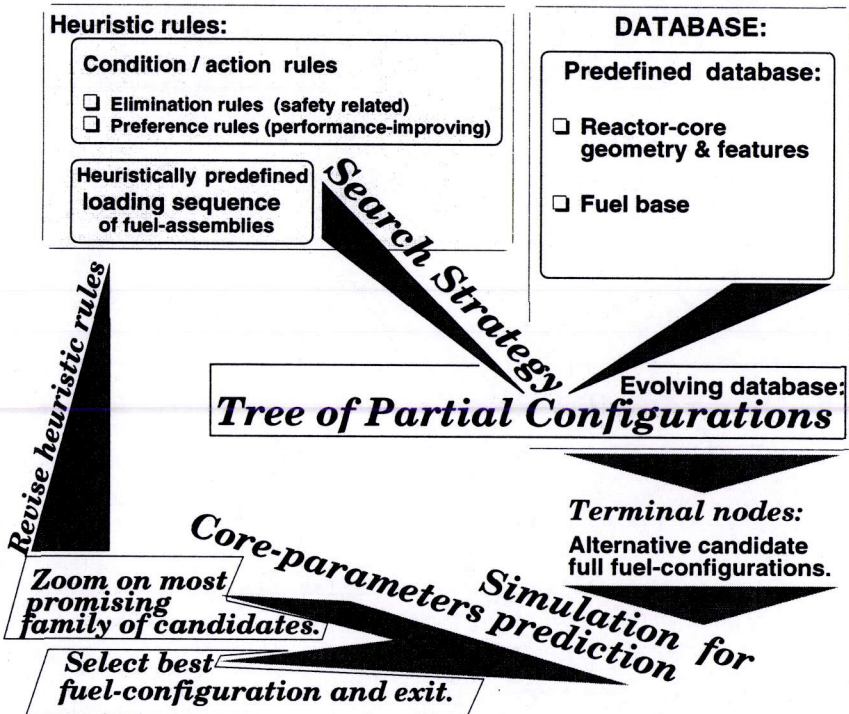 Heuristic rules:
Condition / action rules
❑ Elimination rules (safety related)
❑ Preference rules (performance-improving)
Heuristically predefined
loading sequence
of fuel-assemblies
DATABASE:
Predefined database:
❑ Reactor-core
geometry & features
❑ Fuel base
Search Strategy
Evolving database:
Tree of Partial Configurations
Revise heuristic rules
Terminal nodes:
Alternative candidate
full fuel-configurations.
Simulation for
Core-parameters prediction
Zoom on most
promising
family of candidates.
Select best
fuel-configuration and exit.